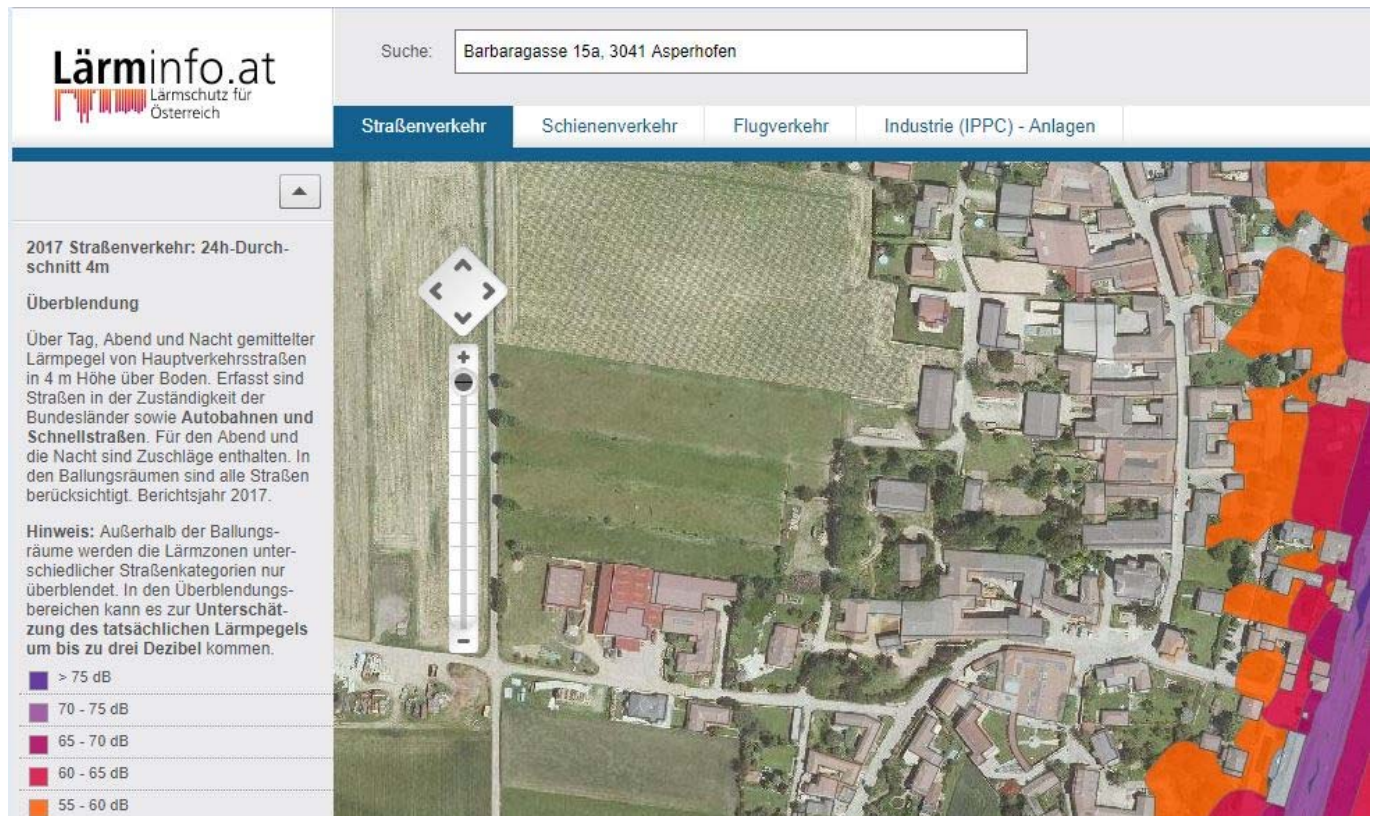 Lärminfo.at
Lärmschutz für
Österreich
Suche:
Barbaragasse 15a, 3041 Asperhofen
Straßenverkehr
Schienenverkehr
Flugverkehr
Industrie (IPPC) - Anlagen
2017 Straßenverkehr: 24h-Durch-
schnitt 4m
Überblendung
Über Tag, Abend und Nacht gemittelter
Lärmpegel von Hauptverkehrsstraßen
in 4 m Höhe über Boden. Erfasst sind
Straßen in der Zuständigkeit der
Bundesländer sowie Autobahnen und
Schnellstraßen. Für den Abend und
die Nacht sind Zuschläge enthalten. In
den Ballungsräumen sind alle Straßen
berücksichtigt. Berichtsjahr 2017.
Hinweis: Außerhalb der Ballungs-
räume werden die Lärmzonen unter-
schiedlicher Straßenkategorien nur
überblendet. In den Überblendungs-
bereichen kann es zur Unterschät-
zung des tatsächlichen Lärmpegels
um bis zu drei Dezibel kommen.
> 75 dB
70 - 75 dB
65 - 70 dB
60 - 65 dB
55 - 60 dB